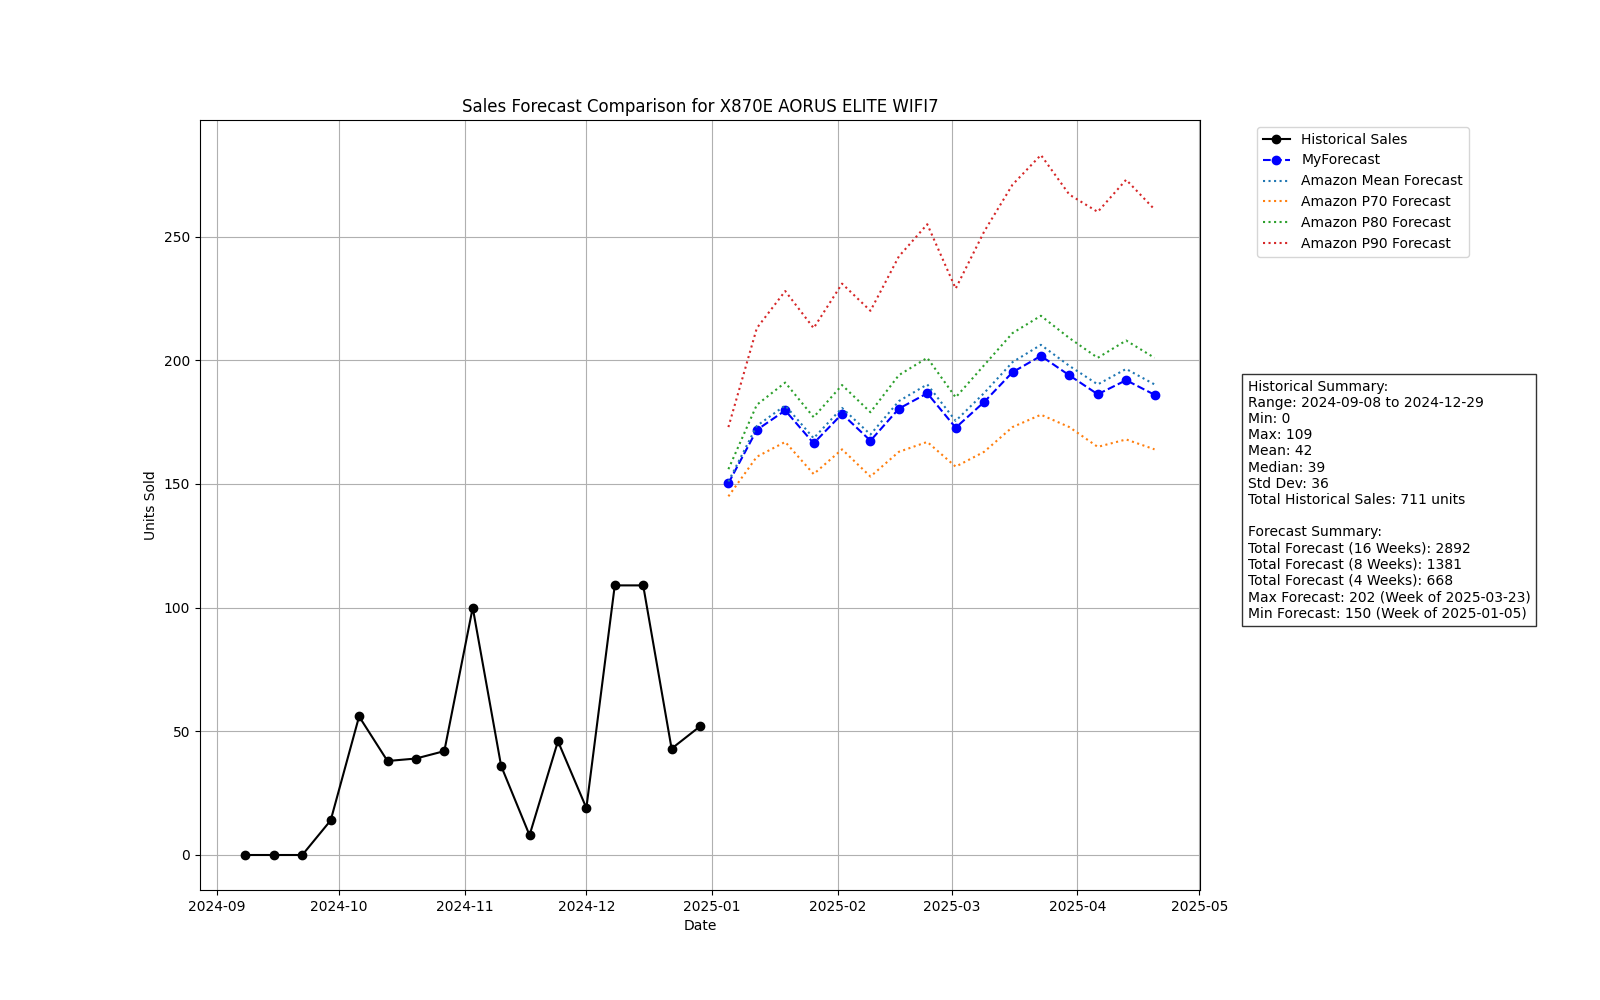 Sales Forecast Comparison for X870E AORUS ELITE WIFI7
Historical Sales
MyForecast
Amazon Mean Forecast
Amazon P70 Forecast
Amazon P80 Forecast
Amazon P90 Forecast
Units Sold
250
200
150
100
50
0
2024-09
2024-10
2024-11
2024-12
2025-01
2025-02
2025-03
2025-04
2025-05
Date
Historical Summary:
Range: 2024-09-08 to 2024-12-29
Min: 0
Max: 109
Mean: 42
Median: 39
Std Dev: 36
Total Historical Sales: 711 units
Forecast Summary:
Total Forecast (16 Weeks): 2892
Total Forecast (8 Weeks): 1381
Total Forecast (4 Weeks): 668
Max Forecast: 202 (Week of 2025-03-23)
Min Forecast: 150 (Week of 2025-01-05)